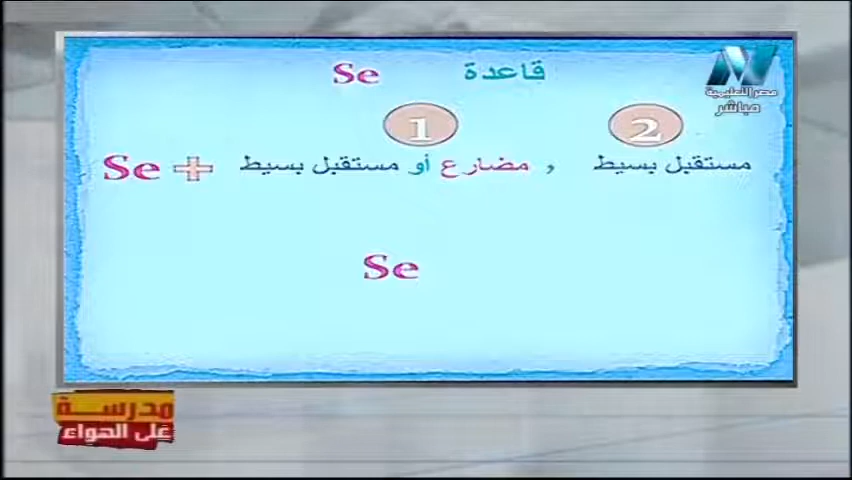 قاعدة Se
1 2
Se + مضارع أو مستقبل بسيط , مستقبل بسيط
Se
مصر التعليمية
مباشر
مدرسة
على الهواء